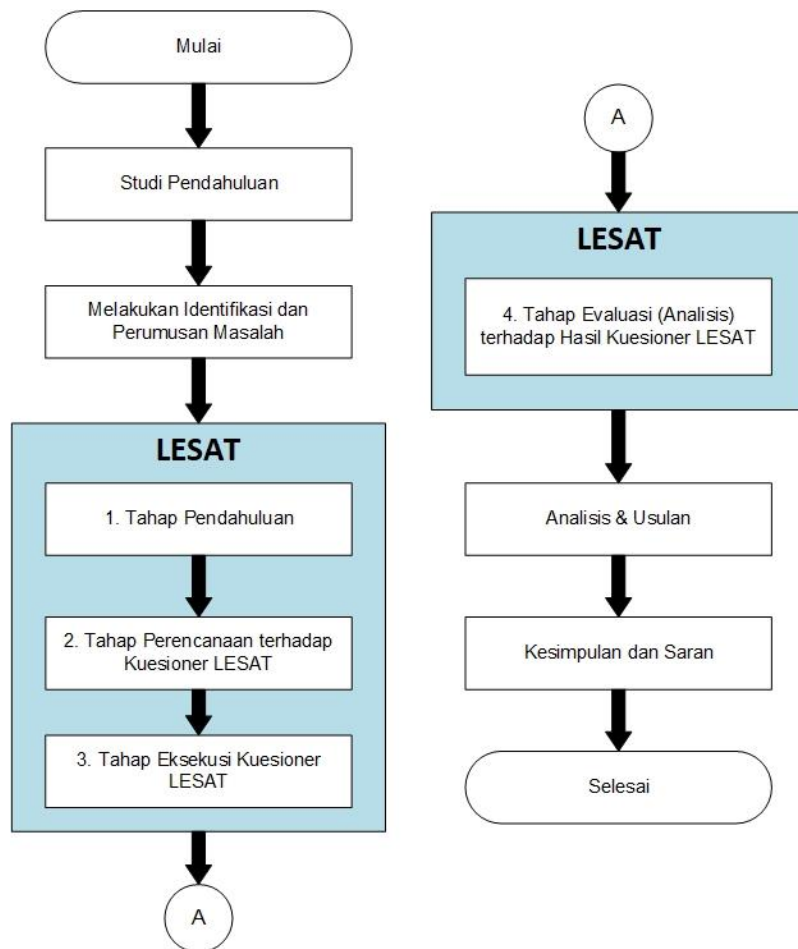 Mulai
Studi Pendahuluan
Melakukan Identifikasi dan
Perumusan Masalah
LESAT
1. Tahap Pendahuluan
2. Tahap Perencanaan terhadap
Kuesioner LESAT
3. Tahap Eksekusi Kuesioner
LESAT
A
A
LESAT
4. Tahap Evaluasi (Analisis)
terhadap Hasil Kuesioner LESAT
Analisis & Usulan
Kesimpulan dan Saran
Selesai